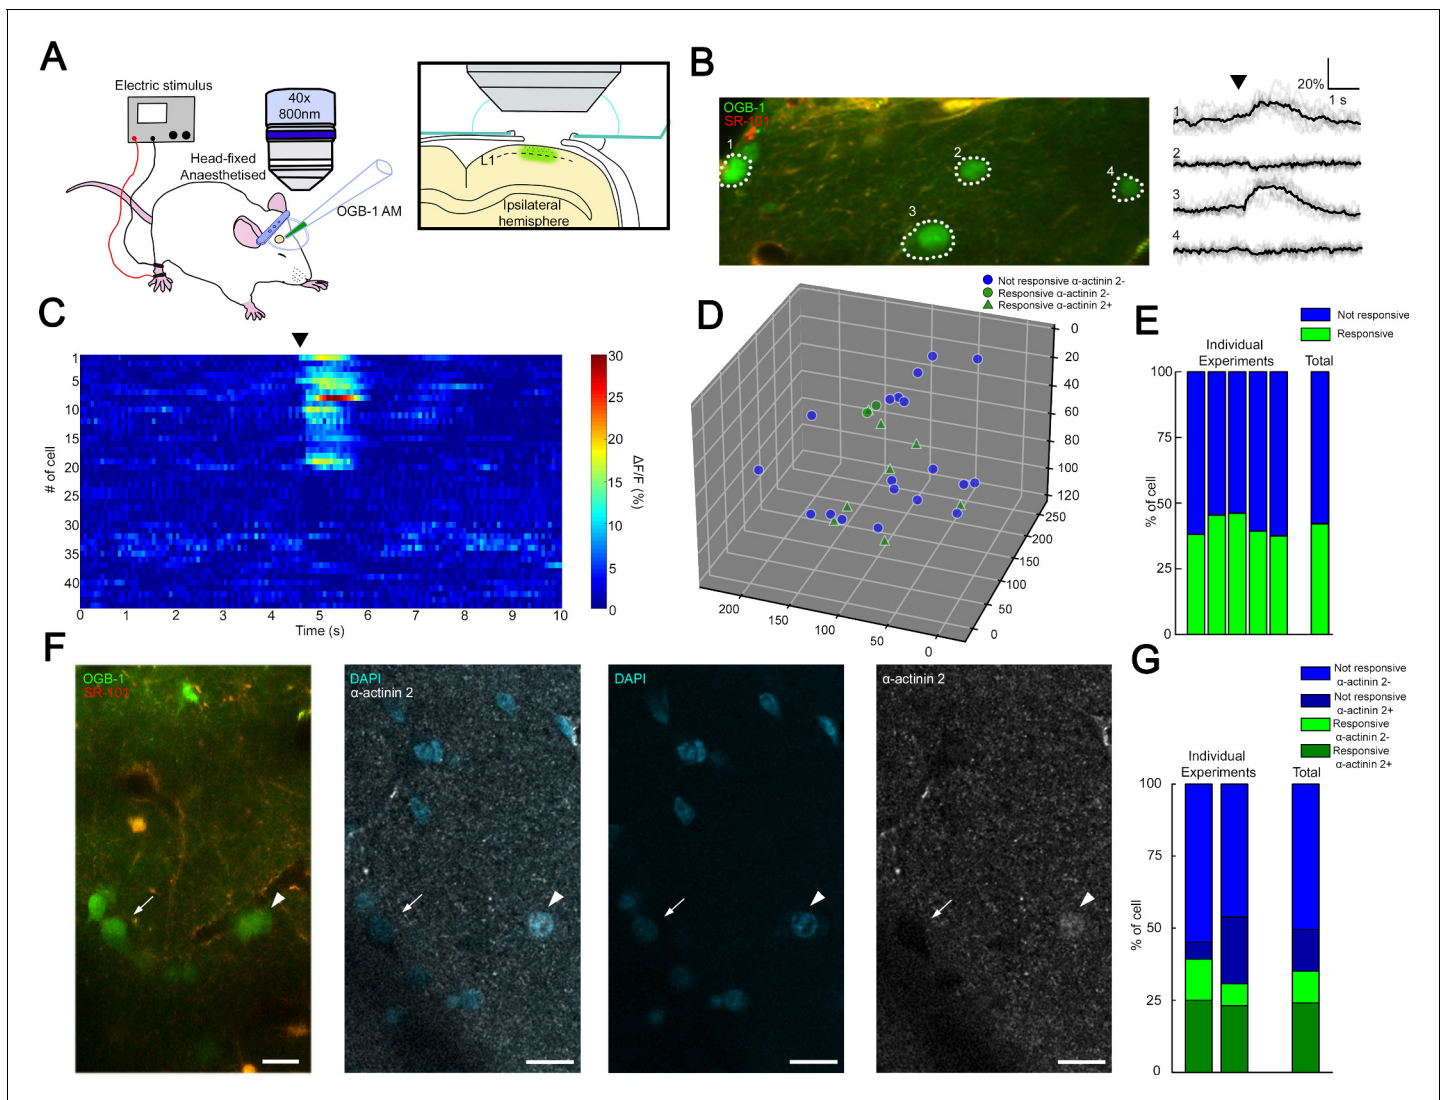 A
Electric stimulus
40x
800nm
Head-fixed
Anaesthetised
OGB-1 AM
L1
Ipsilateral
hemisphere
B
OGB-1
SR-101
1
2
3
4
20%
1 s
1
2
3
4
C
1
5
10
15
20
25
30
35
40
# of cell
0 1 2 3 4 5 6 7 8 9 10
Time (s)
30
25
20
15
10
5
0
ΔF/F (%)
D
Not responsive α-actinin 2-
Responsive α-actinin 2-
Responsive α-actinin 2+
0
20
40
60
80
100
120
250
200
150
100
50
0
200
150
100
50
0
E
Not responsive
Responsive
Individual
Experiments
Total
100
75
50
25
0
% of cell
F
OGB-1
SR-101
DAPI
α-actinin 2
DAPI
α-actinin 2
G
Not responsive
α-actinin 2-
Not responsive
α-actinin 2+
Responsive
α-actinin 2-
Responsive
α-actinin 2+
Individual
Experiments
Total
100
75
50
25
0
% of cell